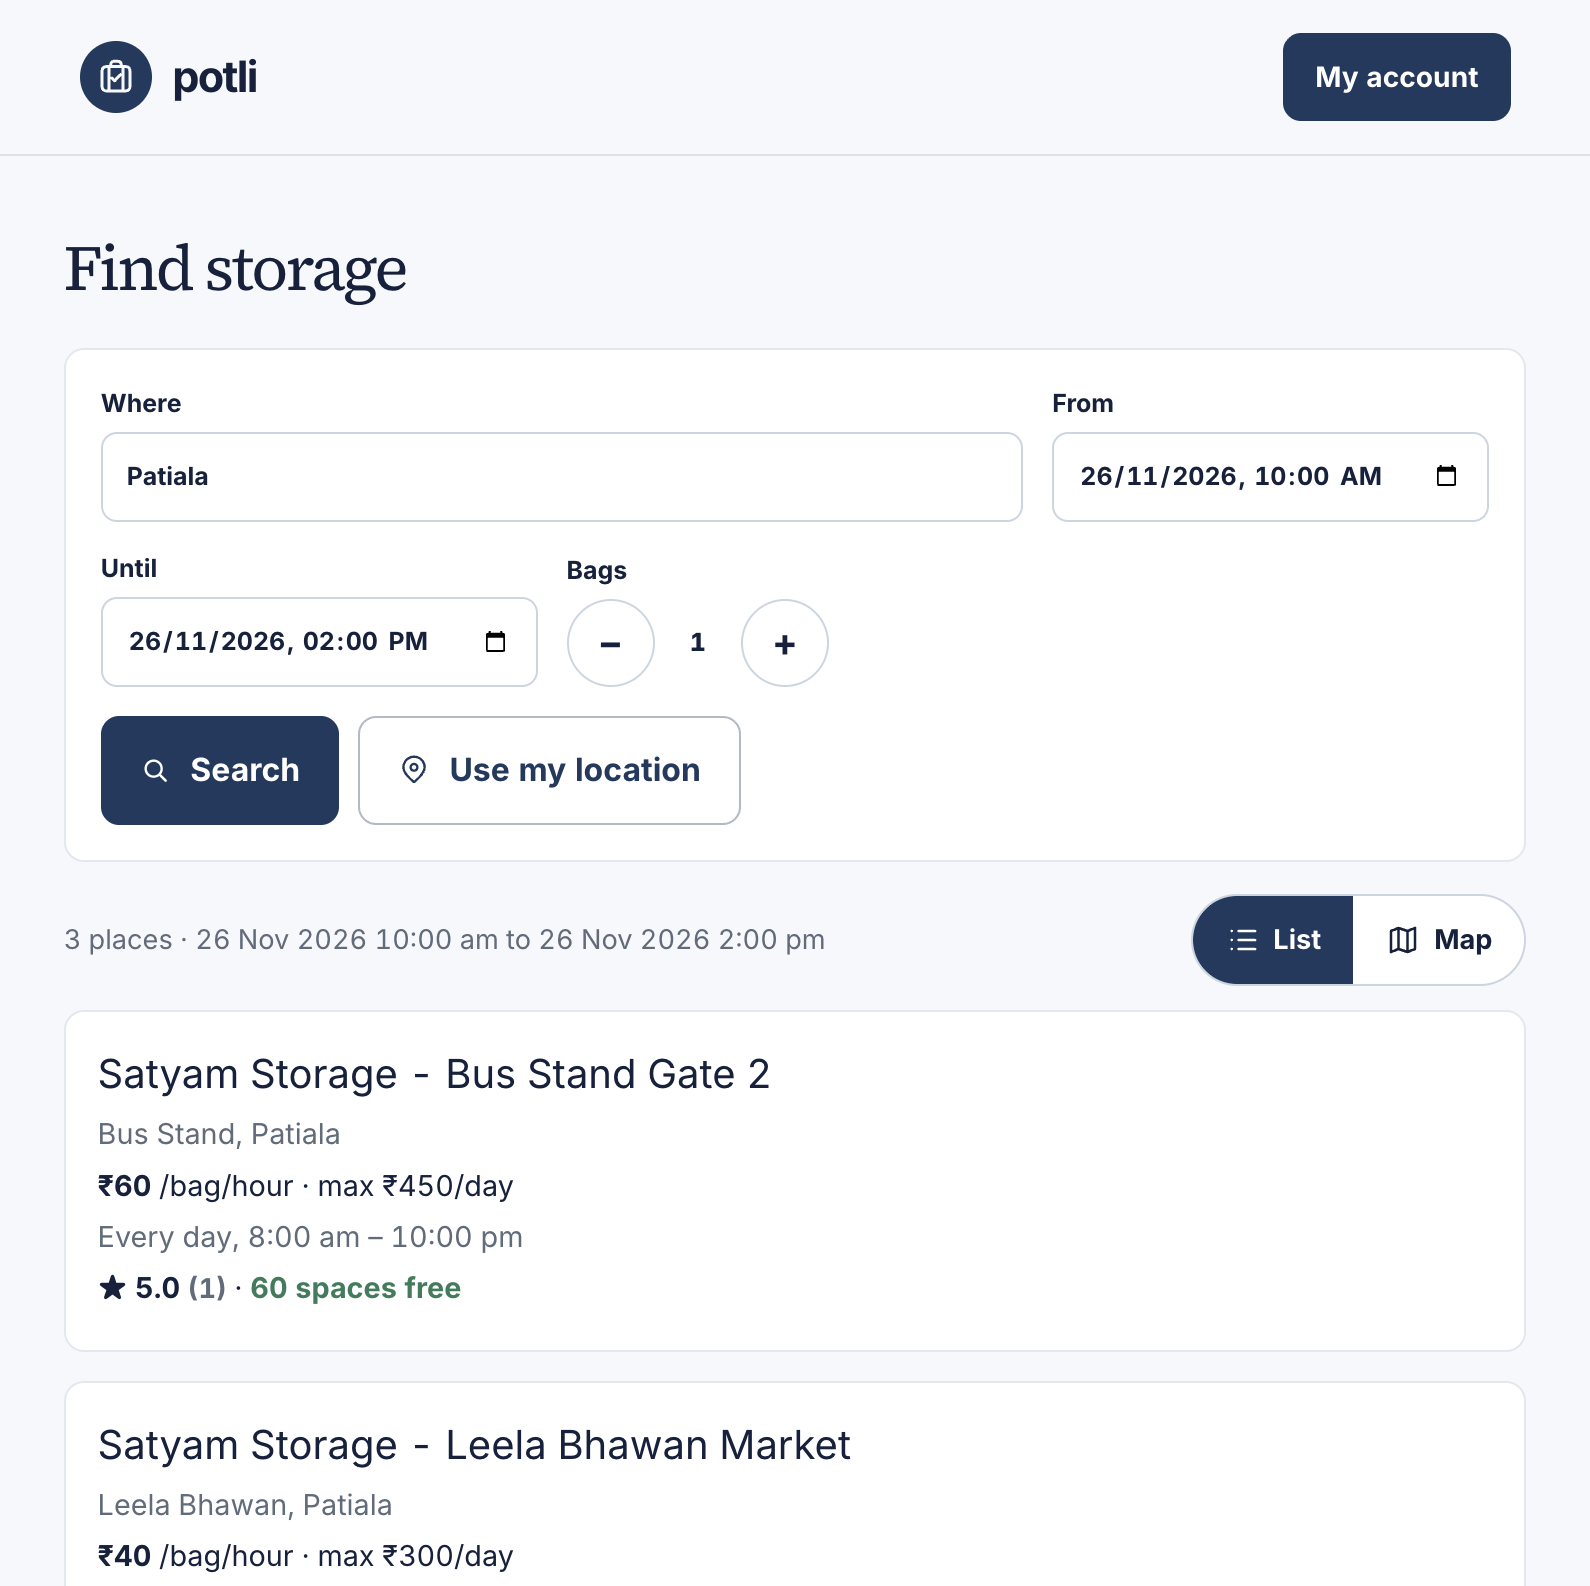 potli
My account
Find storage
Where
From
Patiala
26/11/2026, 10:00 AM
Until
Bags
26/11/2026, 02:00 PM
− 1 +
Search
Use my location
3 places · 26 Nov 2026 10:00 am to 26 Nov 2026 2:00 pm
List
Map
Satyam Storage - Bus Stand Gate 2
Bus Stand, Patiala
₹60 /bag/hour · max ₹450/day
Every day, 8:00 am – 10:00 pm
★ 5.0 (1) · 60 spaces free
Satyam Storage - Leela Bhawan Market
Leela Bhawan, Patiala
₹40 /bag/hour · max ₹300/day